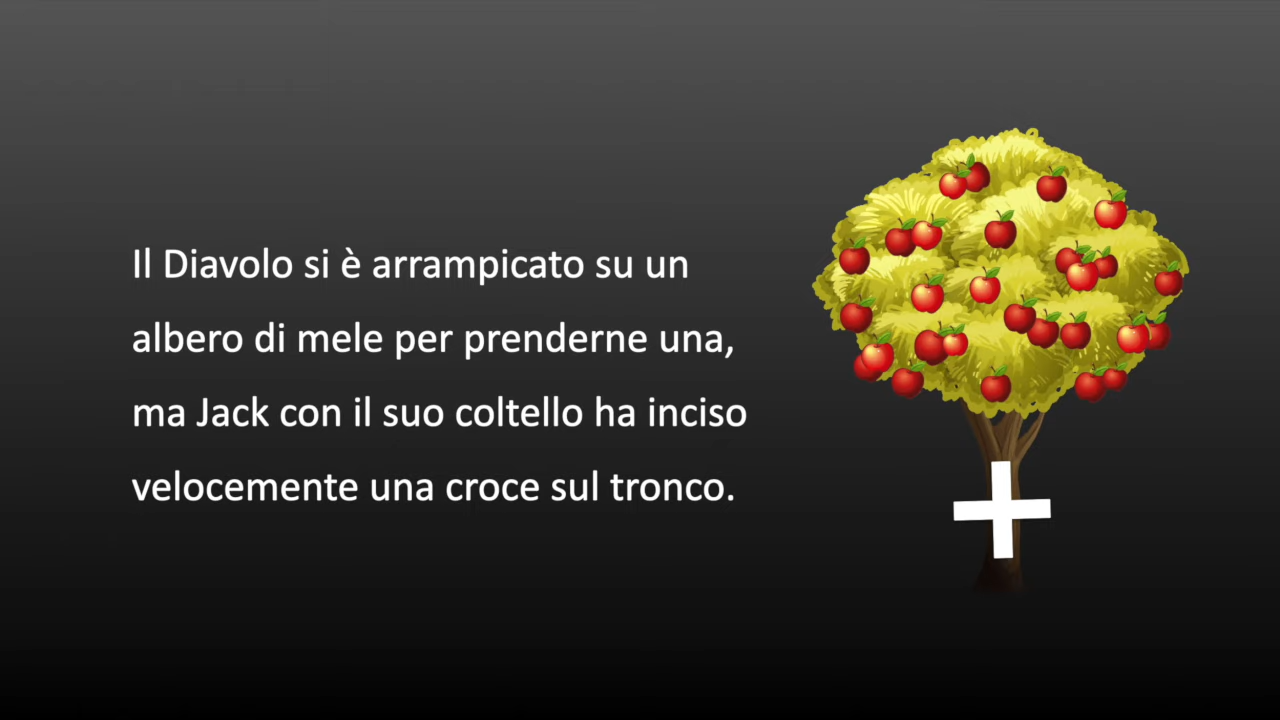 Il Diavolo si è arrampicato su un
albero di mele per prenderne una,
ma Jack con il suo coltello ha inciso
velocemente una croce sul tronco.